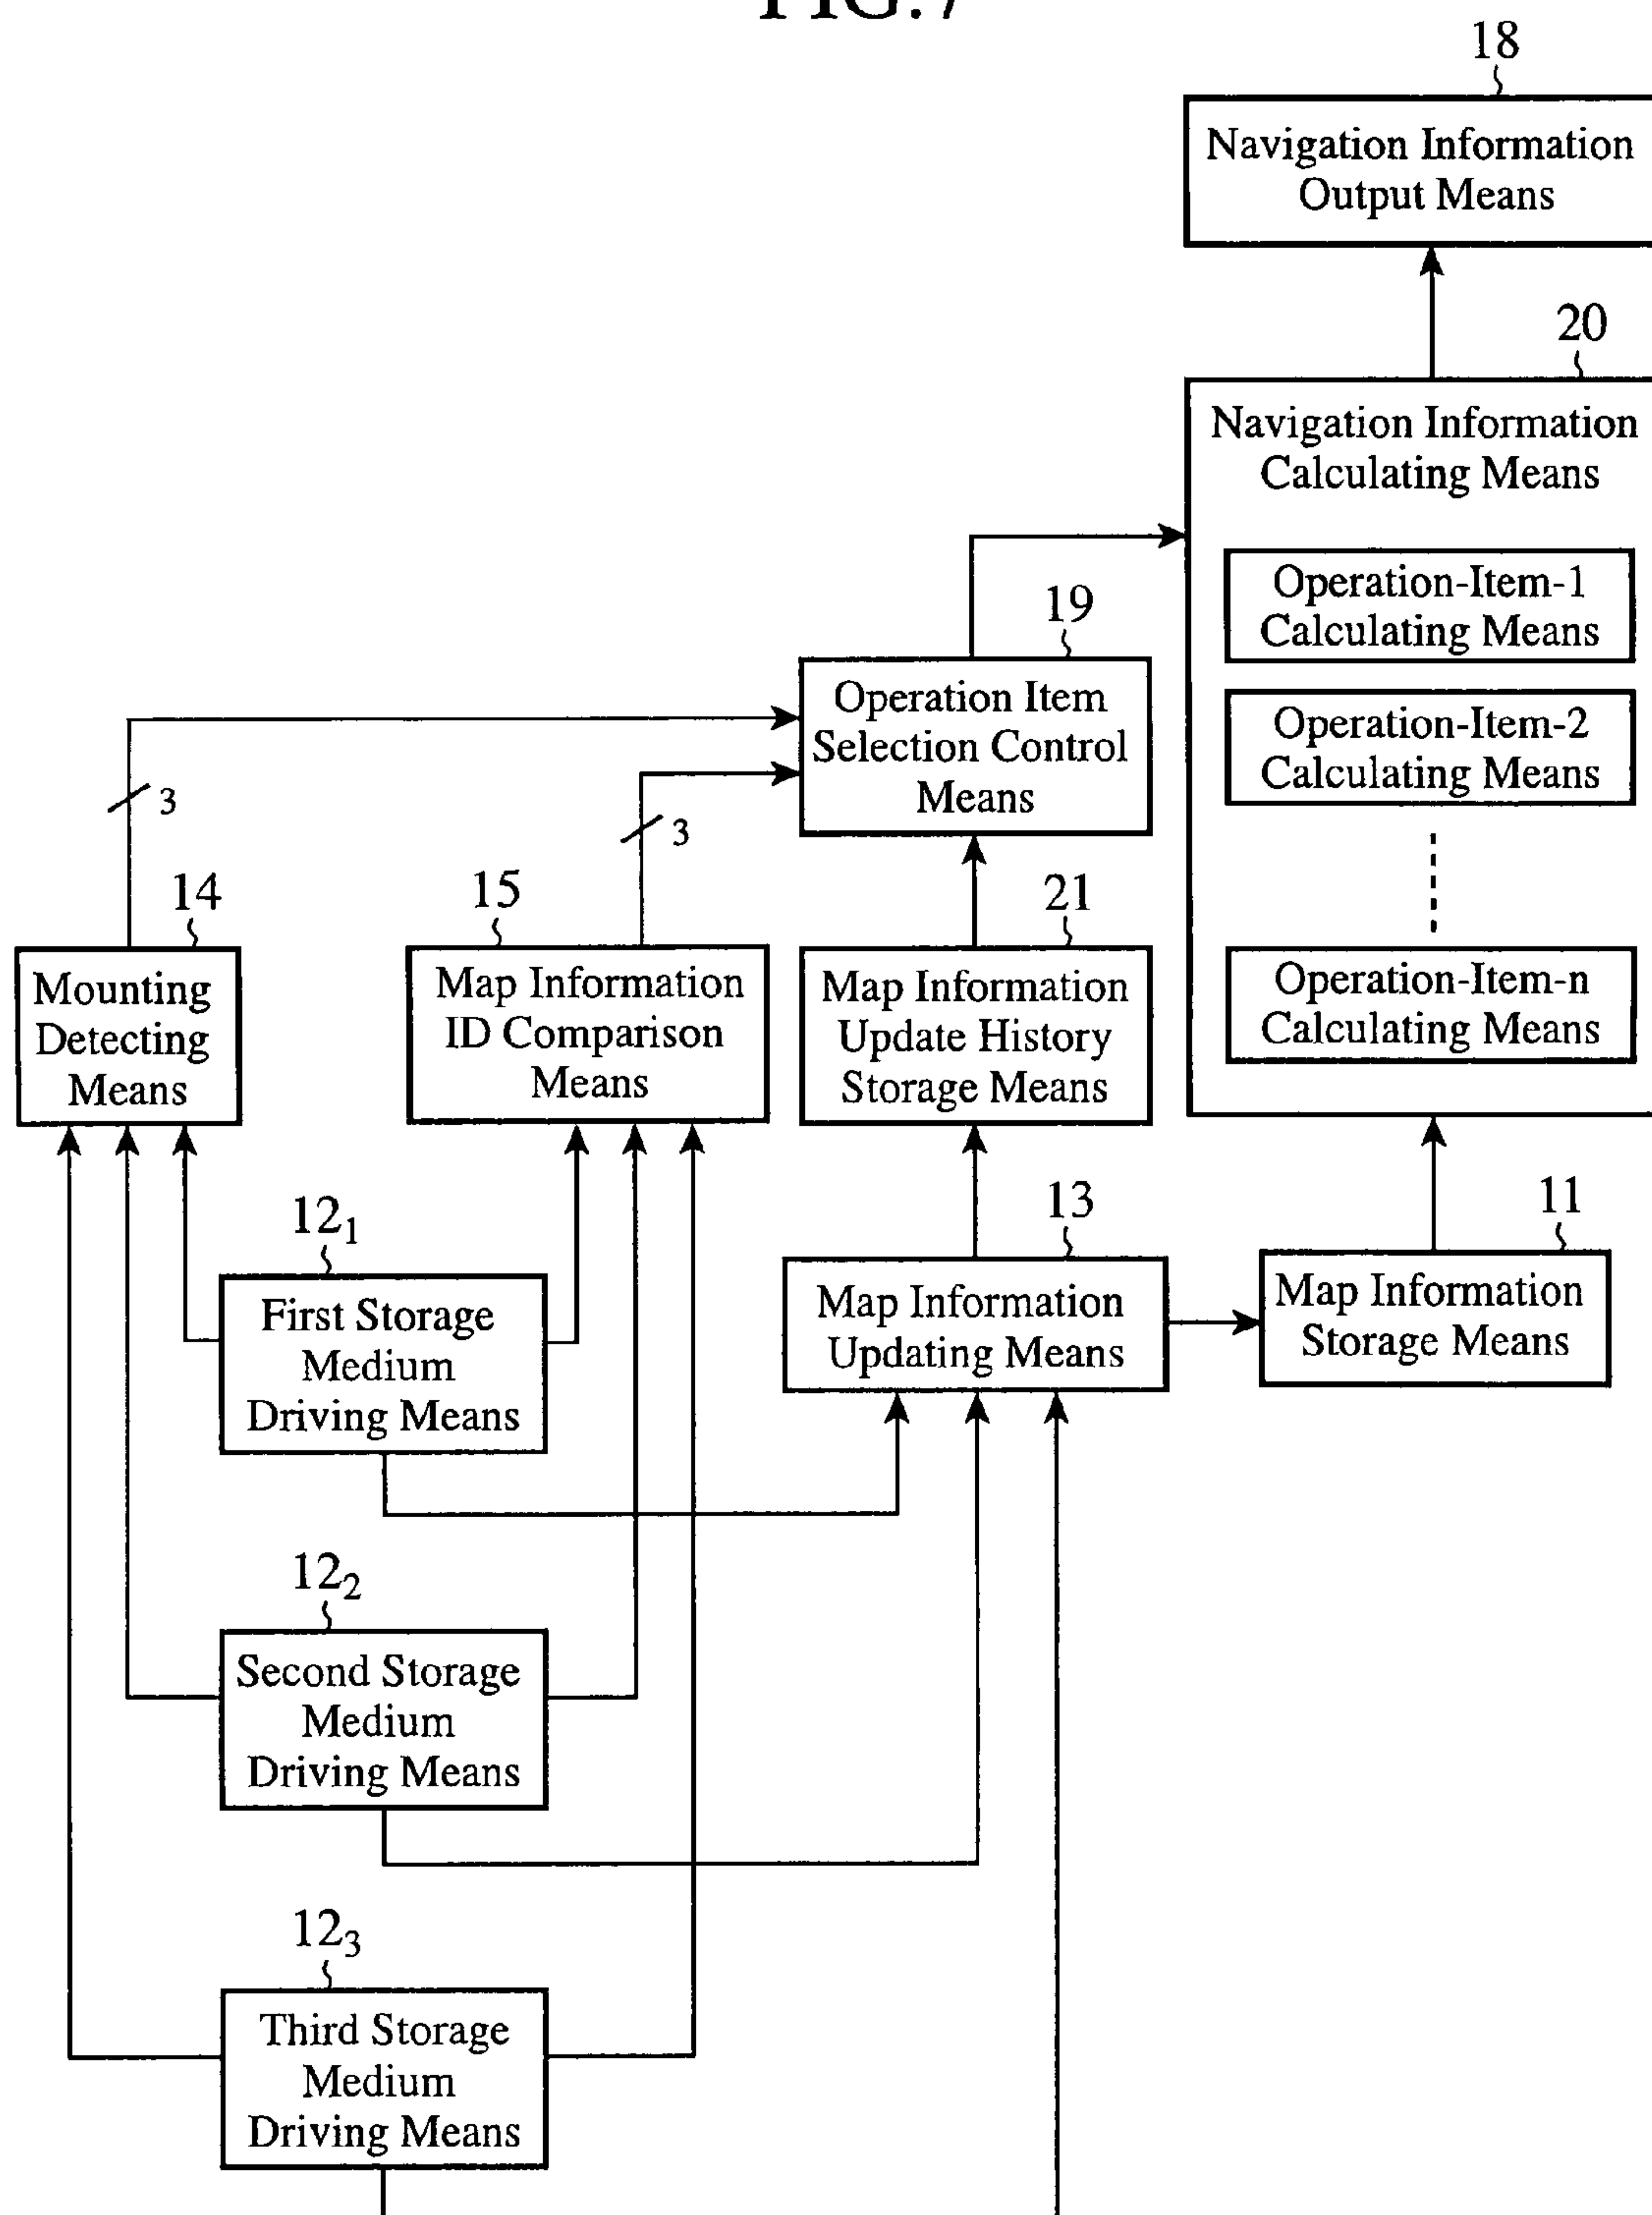 FIG.7
18
Navigation Information
Output Means
20
Navigation Information
Calculating Means
Operation-Item-1
Calculating Means
Operation-Item-2
Calculating Means
Operation-Item-n
Calculating Means
19
Operation Item
Selection Control
Means
3
3
14
Mounting
Detecting
Means
15
Map Information
ID Comparison
Means
21
Map Information
Update History
Storage Means
13
Map Information
Updating Means
11
Map Information
Storage Means
12₁
First Storage
Medium
Driving Means
12₂
Second Storage
Medium
Driving Means
12₃
Third Storage
Medium
Driving Means